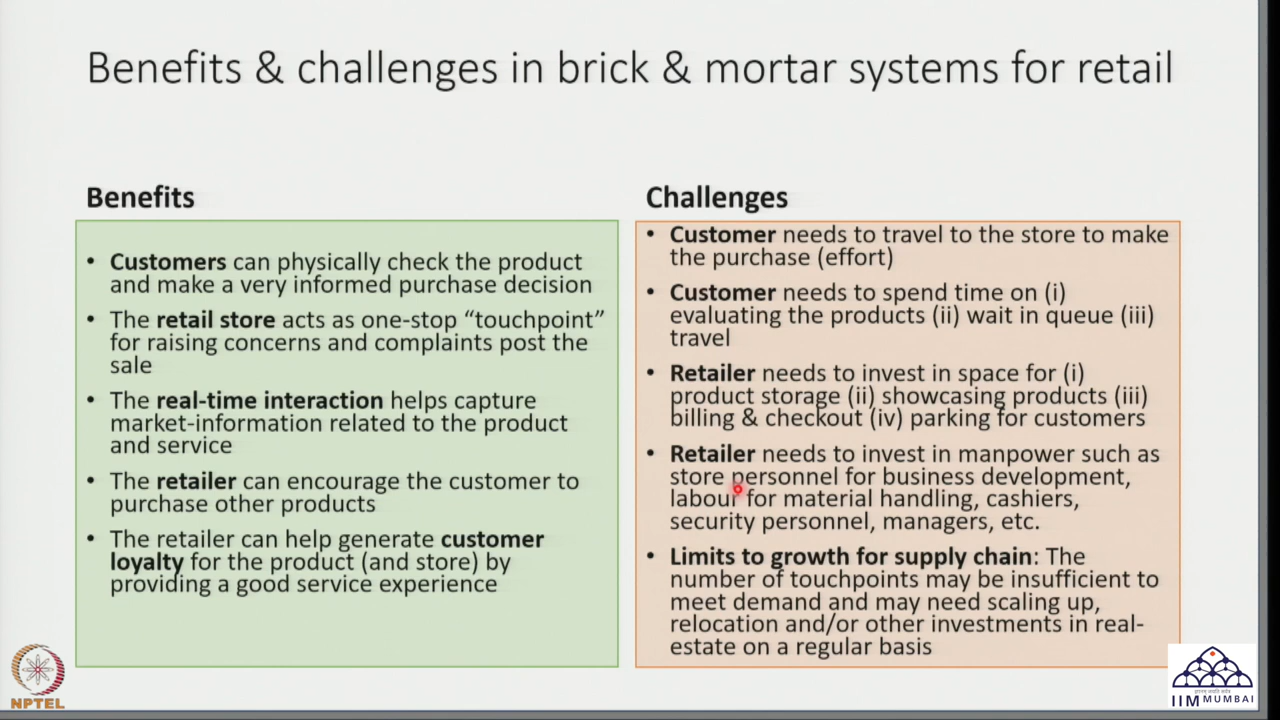 Benefits & challenges in brick & mortar systems for retail
Benefits
• Customers can physically check the product
and make a very informed purchase decision
• The retail store acts as one-stop “touchpoint”
for raising concerns and complaints post the
sale
• The real-time interaction helps capture
market-information related to the product
and service
• The retailer can encourage the customer to
purchase other products
• The retailer can help generate customer
loyalty for the product (and store) by
providing a good service experience
Challenges
• Customer needs to travel to the store to make
the purchase (effort)
• Customer needs to spend time on (i)
evaluating the products (ii) wait in queue (iii)
travel
• Retailer needs to invest in space for (i)
product storage (ii) showcasing products (iii)
billing & checkout (iv) parking for customers
• Retailer needs to invest in manpower such as
store personnel for business development,
labour for material handling, cashiers,
security personnel, managers, etc.
• Limits to growth for supply chain: The
number of touchpoints may be insufficient to
meet demand and may need scaling up,
relocation and/or other investments in real-
estate on a regular basis
NPTEL
IIM MUMBAI